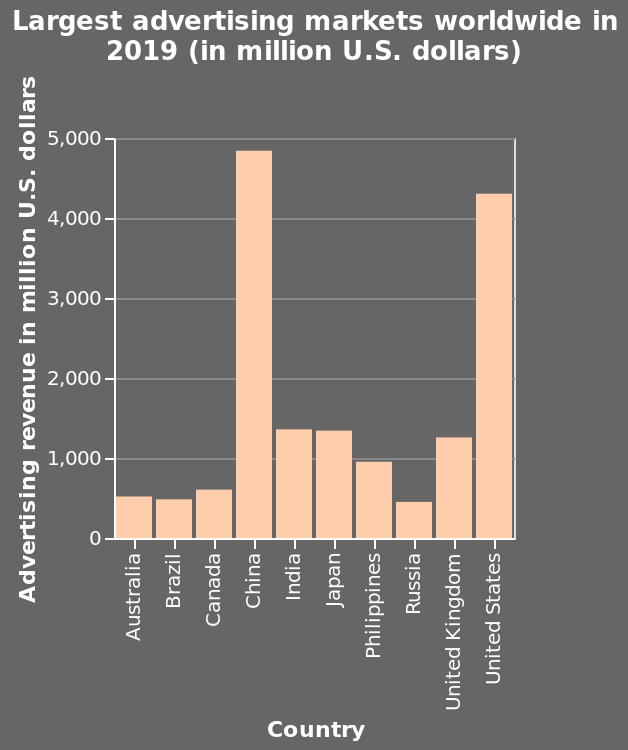 Largest advertising markets worldwide in
2019 (in million U.S. dollars)
Advertising revenue in million U.S. dollars
5,000
4,000
3,000
2,000
1,000
0
Australia
Brazil
Canada
China
India
Japan
Philippines
Russia
United Kingdom
United States
Country